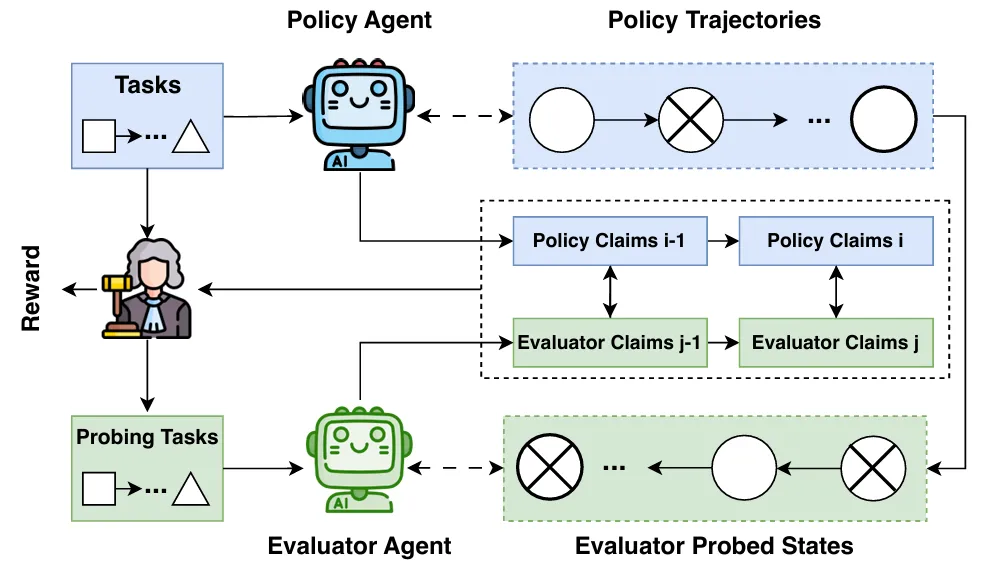 Policy Agent
Policy Trajectories
Tasks
...
...
AI
Policy Claims i-1
Policy Claims i
Reward
Evaluator Claims j-1
Evaluator Claims j
Probing Tasks
...
...
AI
Evaluator Agent
Evaluator Probed States